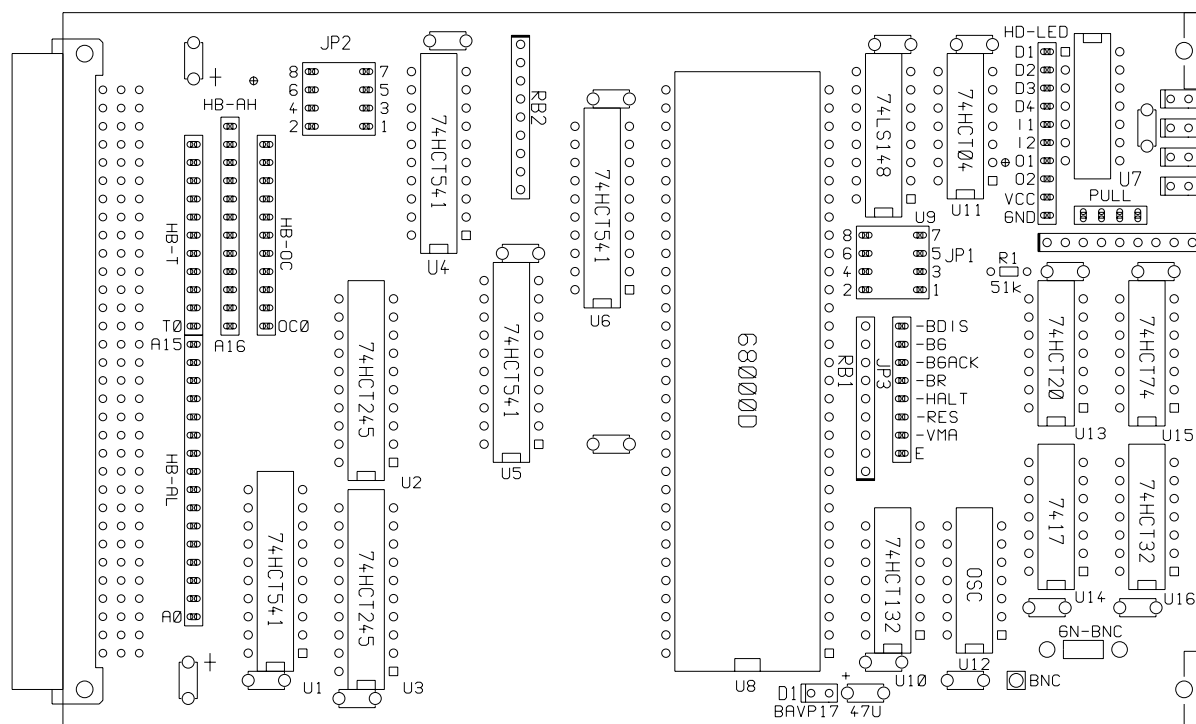 HD-LED
JP2
D1
8 7
D2
6 5
HB-AH
D3
4 3
RB2
D4
2 1
I1
74HCT541
74HCT541
74LS148
74HCT04
I2
O1
O2
U7
VCC
PULL
GND
U11
U9
HB-T
HB-OC
U4
8 7
6 5
JP1
4 3
2 1
R1
51k
U6
T0
OC0
A15
A16
-BDIS
-BG
-BGACK
-BR
-HALT
-RES
-VMA
E
RB1
JP3
68000D
74HCT245
74HCT541
74HCT20
74HCT74
U13
U15
HB-AL
U5
U2
7417
74HCT32
74HCT541
74HCT245
74HCT132
OSC
U14
U16
A0
GN-BNC
U1
U3
U8
U10
U12
BNC
D1
BAVP17
47U